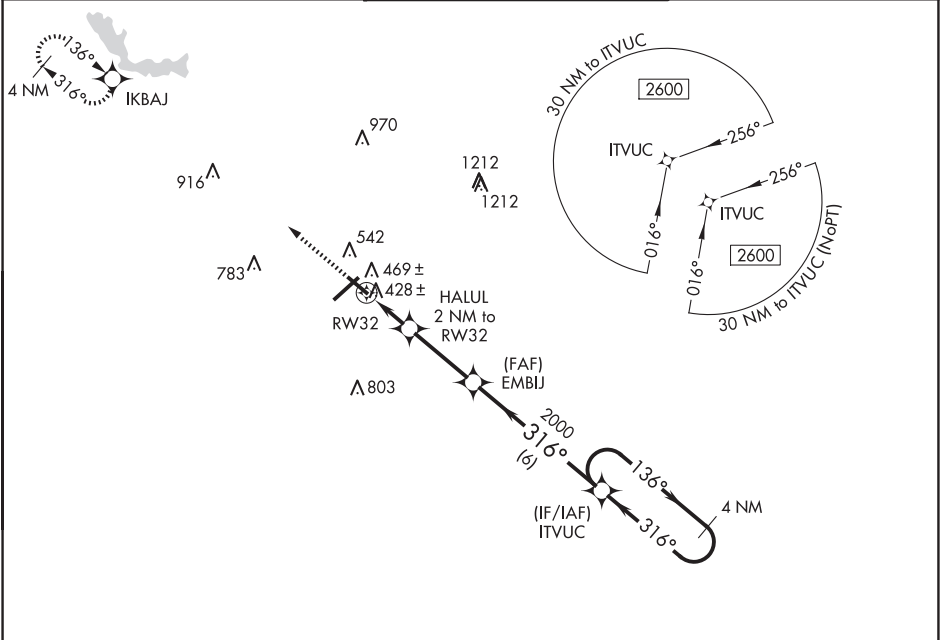 136°
316°
4 NM
IKBAJ
970
916
1212
1212
30 NM to ITVUC
2600
ITVUC
256°
016°
256°
ITVUC
2600
016°
30 NM to ITVUC (NoPT)
542
783
469 ±
428 ±
RW32
HALUL
2 NM to
RW32
(FAF)
EMBIJ
803
2000
316°
(6)
136°
4 NM
316°
(IF/IAF)
ITVUC